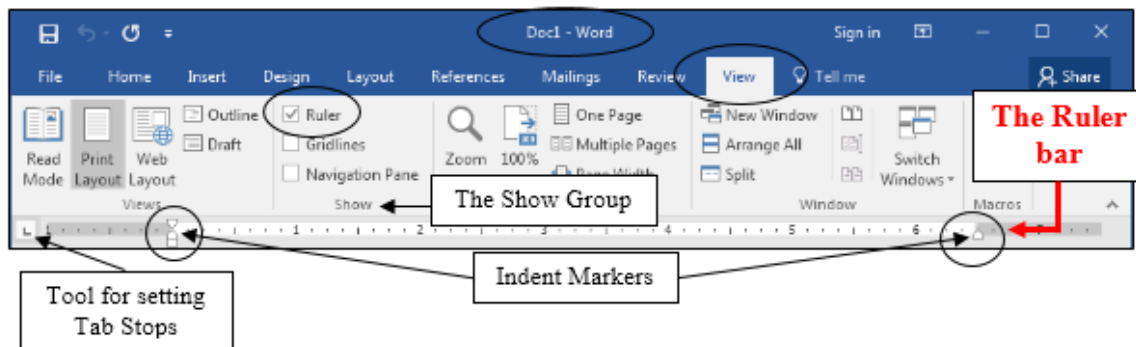 Doc1 - Word
Sign in
File Home Insert Design Layout References Mailings Review View Tell me Share
Read Mode
Print Layout
Web Layout
Outline
Draft
Views
Ruler
Gridlines
Navigation Pane
Show
Zoom
100%
One Page
Multiple Pages
Page Width
New Window
Arrange All
Split
Switch Windows
Window
Macros
The Ruler
bar
The Show Group
1 1 2 3 4 5 6
Indent Markers
Tool for setting
Tab Stops